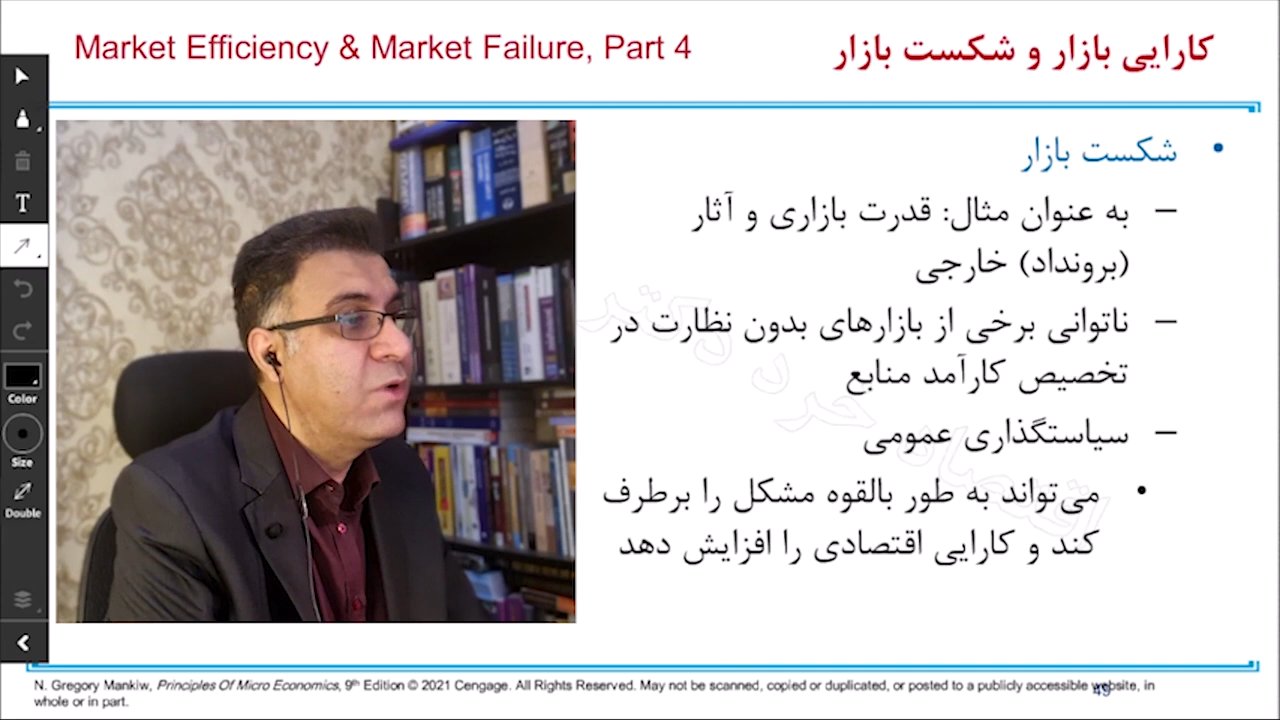 Market Efficiency & Market Failure, Part 4
کارایی بازار و شکست بازار
• شکست بازار
– به عنوان مثال: قدرت بازاری و آثار
(برونداد) خارجی
– ناتوانی برخی از بازارهای بدون نظارت در
تخصیص کارآمد منابع
– سیاستگذاری عمومی
• می‌تواند به طور بالقوه مشکل را برطرف
کند و کارایی اقتصادی را افزایش دهد
اقتصاد خرد دکتر
T
Color
Size
Double
N. Gregory Mankiw, Principles Of Micro Economics, 9th Edition © 2021 Cengage. All Rights Reserved. May not be scanned, copied or duplicated, or posted to a publicly accessible website, in
whole or in part.
49